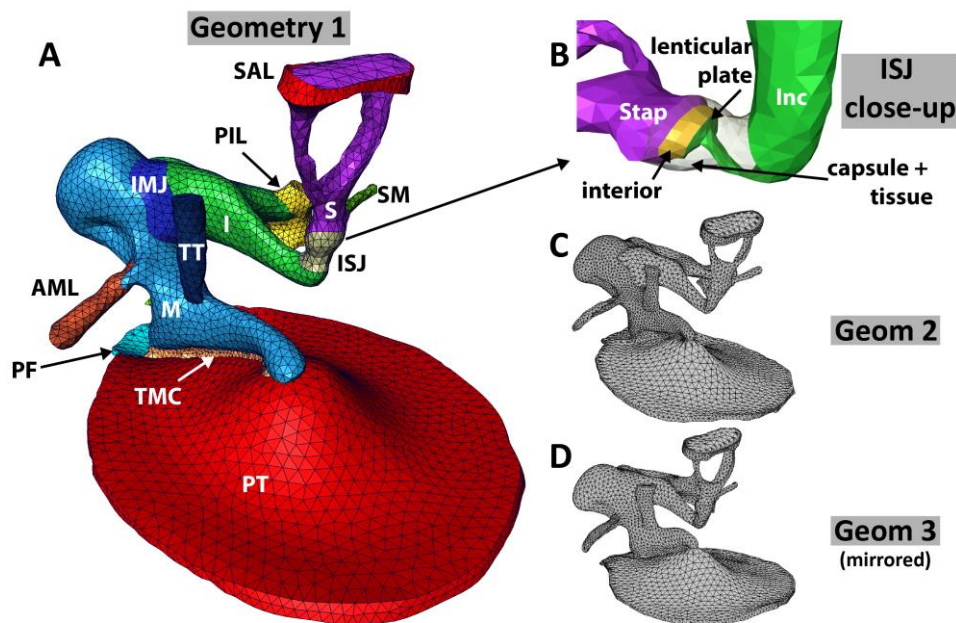 Geometry 1
A
SAL
PIL
IMJ
I
S
SM
TT
ISJ
AML
M
PF
TMC
PT
B
lenticular
plate
Inc
Stap
ISJ
close-up
interior
capsule +
tissue
C
Geom 2
D
Geom 3
(mirrored)